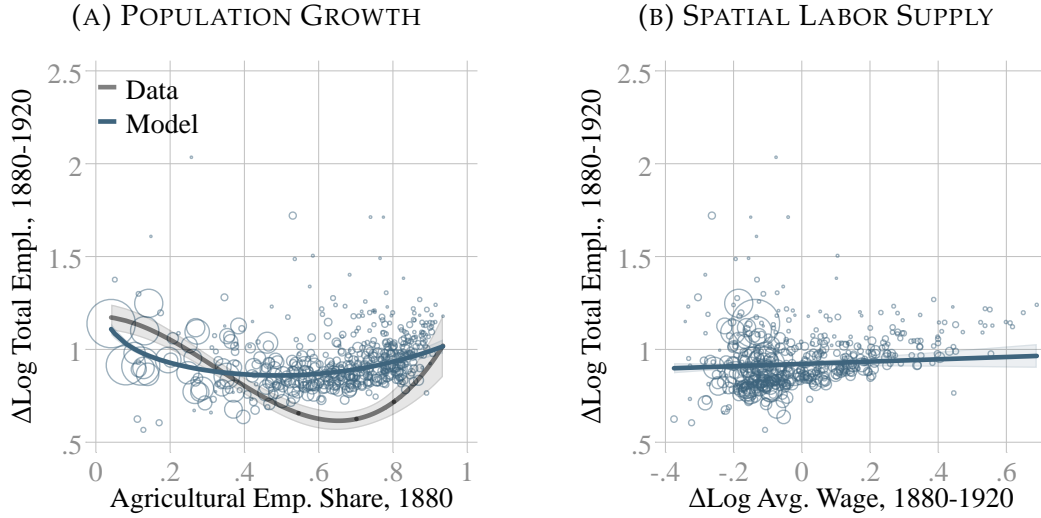 (A) POPULATION GROWTH
ΔLog Total Empl., 1880-1920
2.5
2
1.5
1
.5
Data
Model
0
.2
.4
.6
.8
1
Agricultural Emp. Share, 1880
(B) SPATIAL LABOR SUPPLY
ΔLog Total Empl., 1880-1920
2.5
2
1.5
1
.5
-.4
-.2
0
.2
.4
.6
ΔLog Avg. Wage, 1880-1920